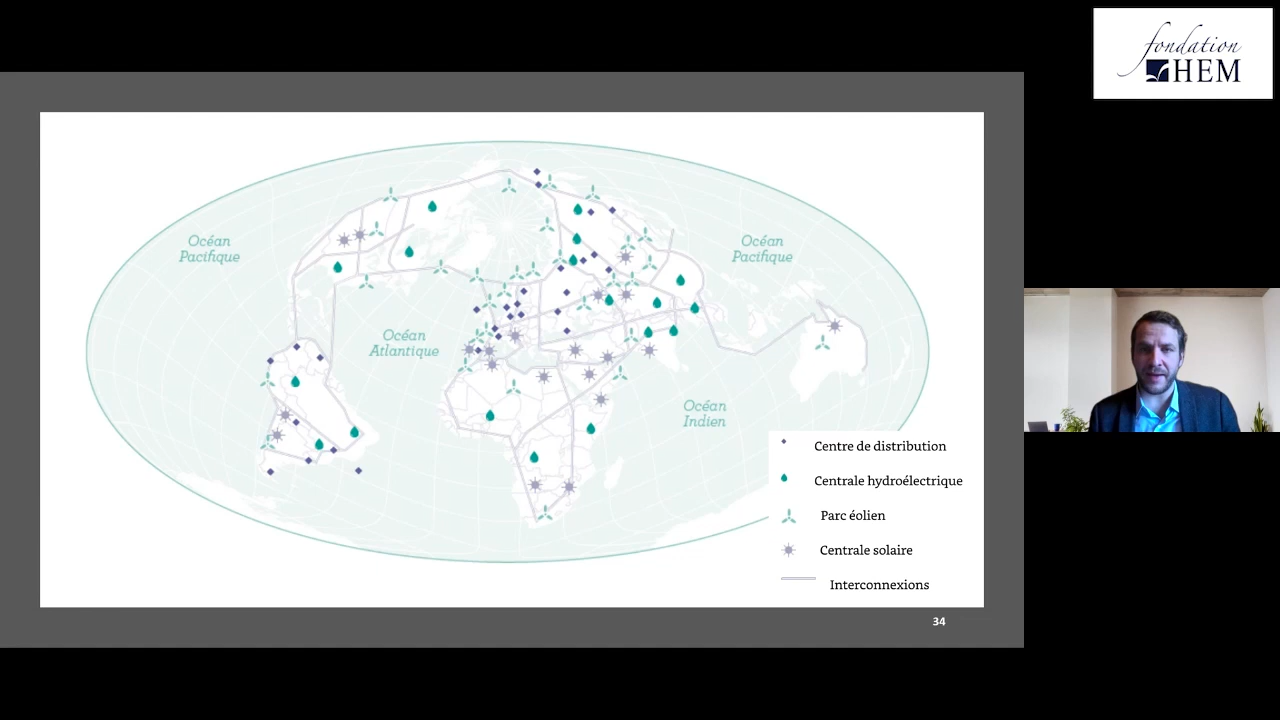 fondation
HEM
Océan
Pacifique
Océan
Pacifique
Océan
Atlantique
Océan
Indien
Centre de distribution
Centrale hydroélectrique
Parc éolien
Centrale solaire
Interconnexions
34